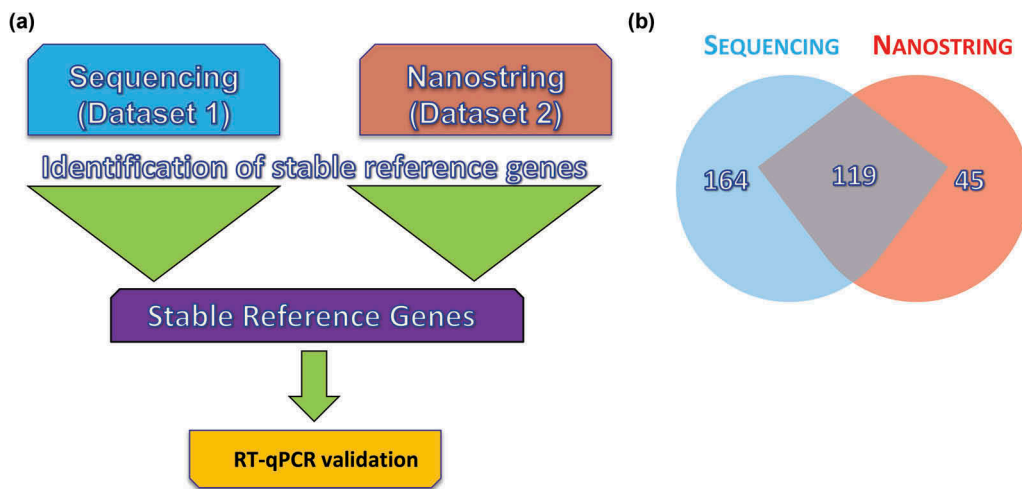 (a)
Sequencing
(Dataset 1)
Nanostring
(Dataset 2)
Identification of stable reference genes
Stable Reference Genes
RT-qPCR validation
(b)
SEQUENCING
NANOSTRING
164
119
45